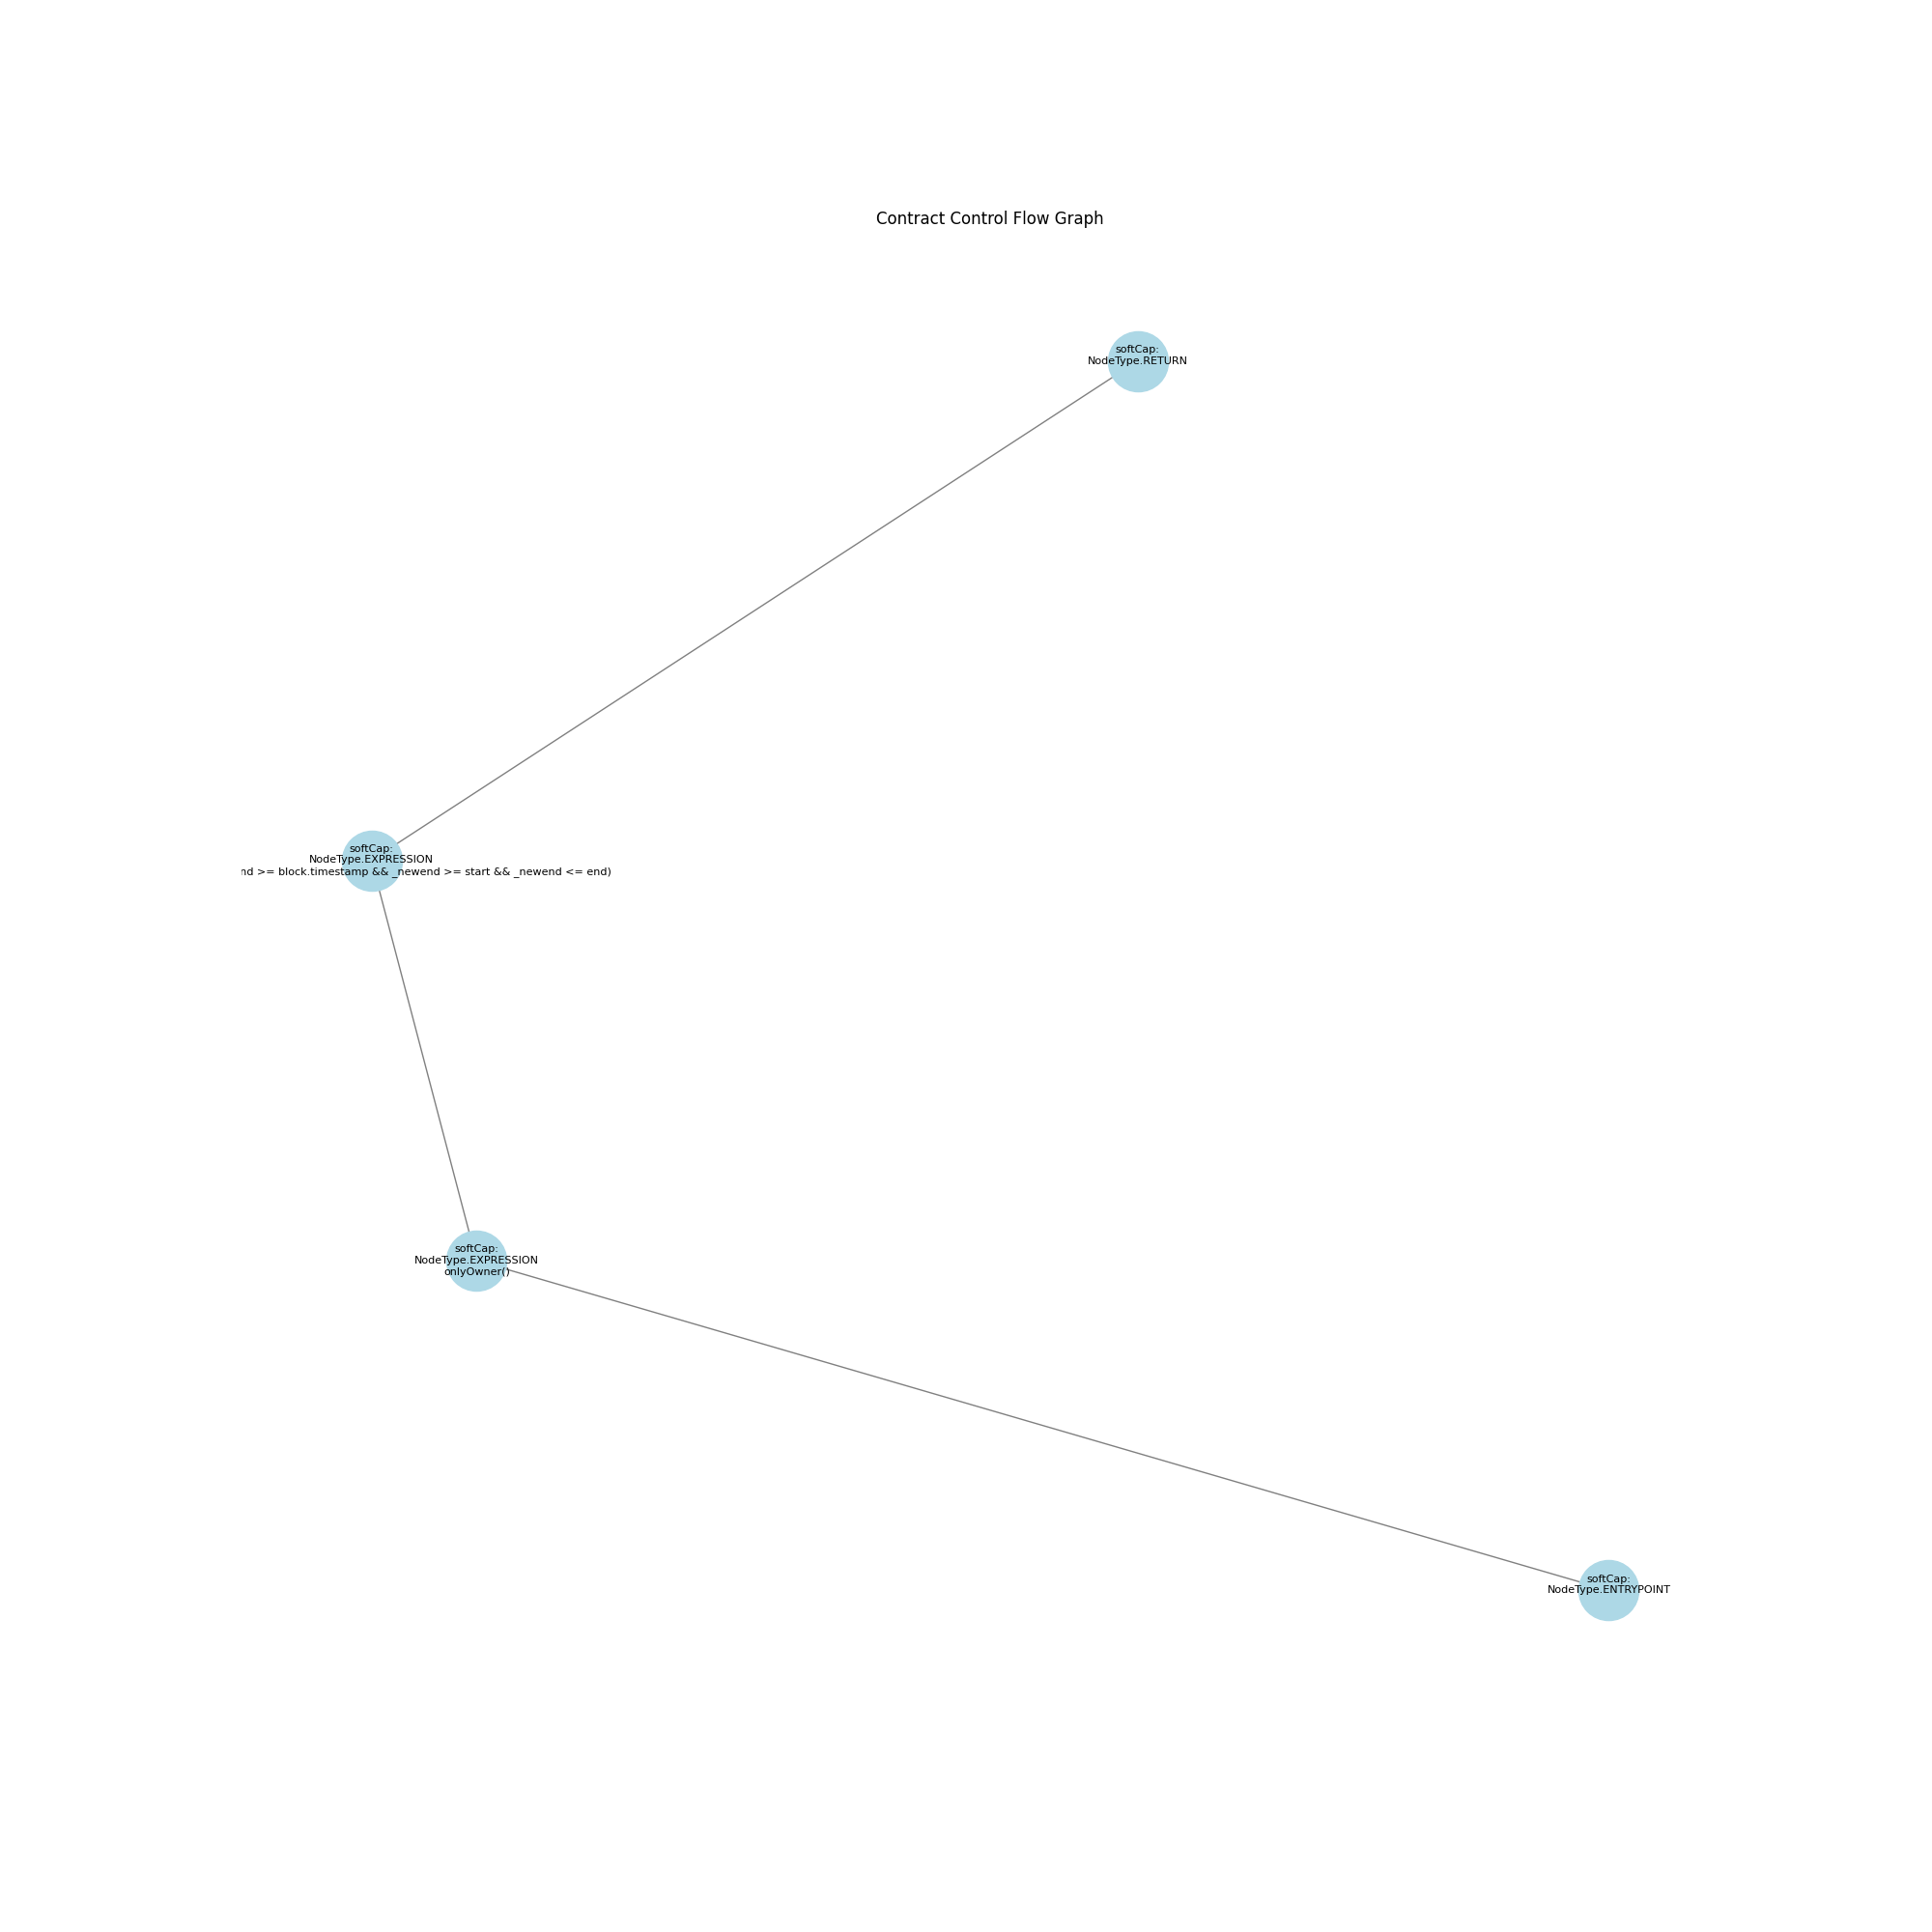 Contract Control Flow Graph
softCap:
NodeType.RETURN
softCap:
NodeType.EXPRESSION
nd >= block.timestamp && _newend >= start && _newend <= end)
softCap:
NodeType.EXPRESSION
onlyOwner()
softCap:
NodeType.ENTRYPOINT